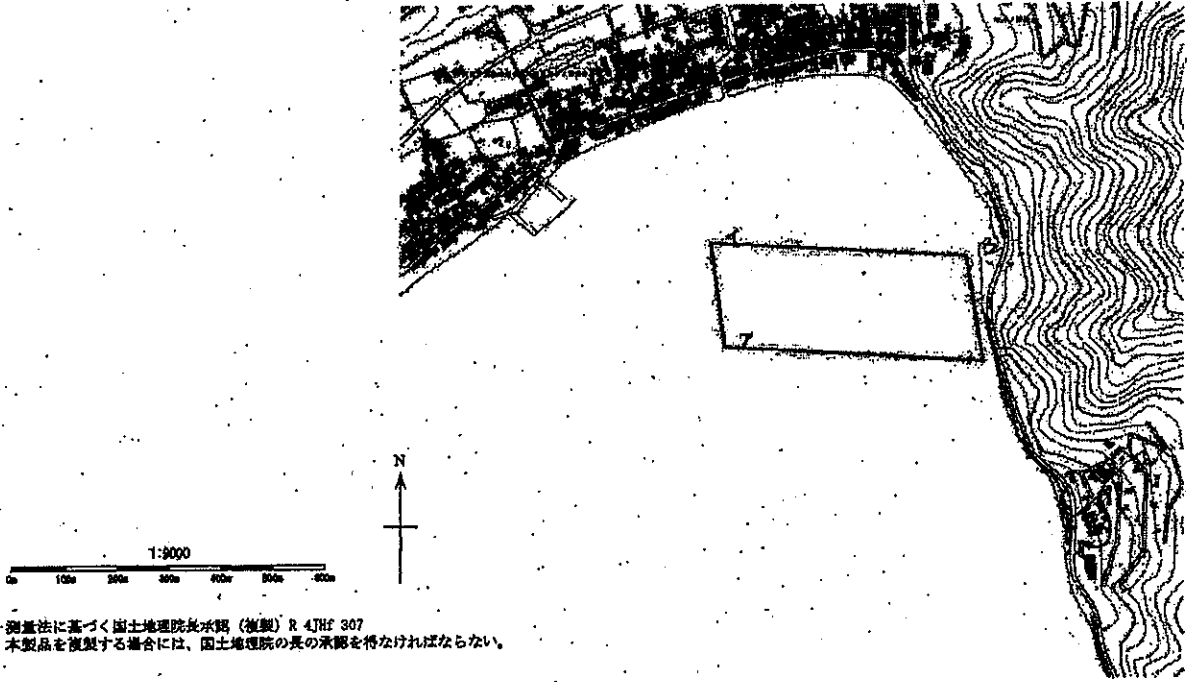 イ
ウ
ア
N
1:9000
0m 100m 200m 300m 400m 500m 600m
測量法に基づく国土地理院長承認(複製)R 4JHf 307
本製品を複製する場合には、国土地理院の長の承認を得なければならない。